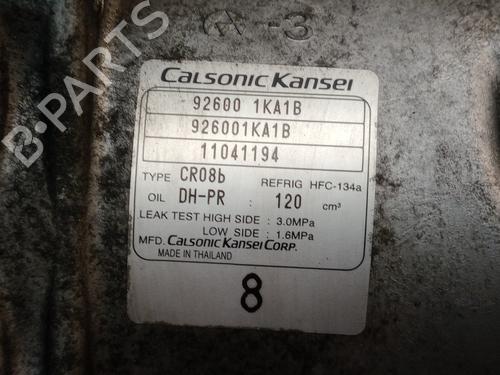 -3
Calsonic Kansei
92600 1KA1B
926001KA1B
11041194
TYPE CR08b REFRIG HFC-134a
OIL DH-PR : 120 cm³
LEAK TEST HIGH SIDE : 3.0MPa
LOW SIDE : 1.6MPa
MFD. CALSONIC KANSEI CORP.
MADE IN THAILAND
8
B-PARTS